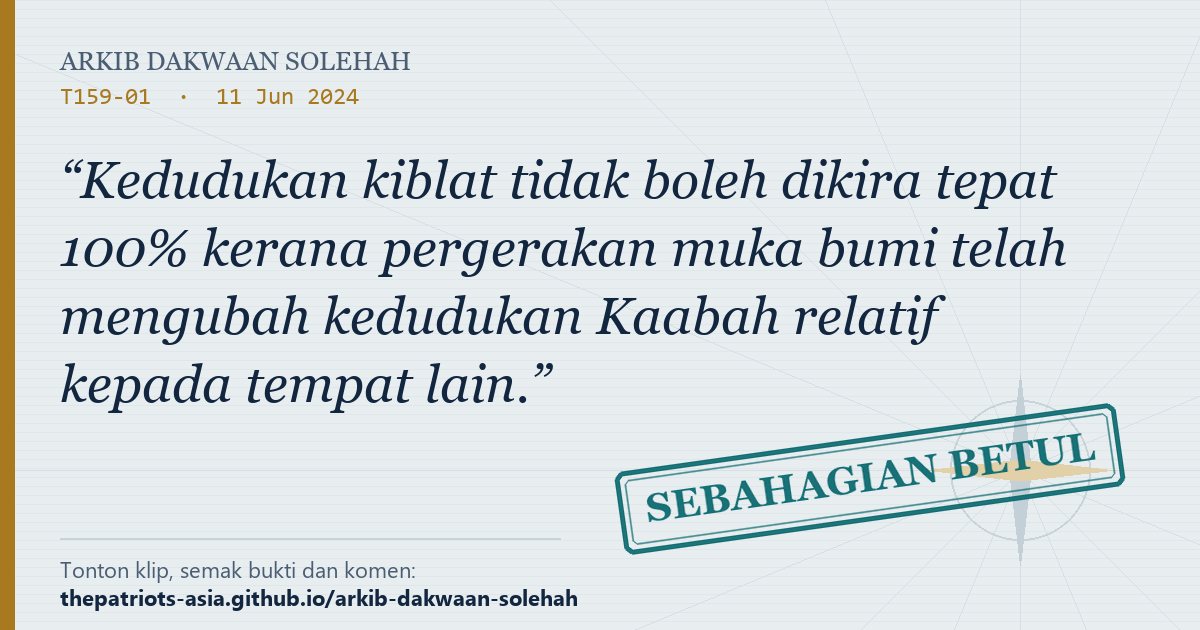 ARKIB DAKWAAN SOLEHAH
T159-01 · 11 Jun 2024
“Kedudukan kiblat tidak boleh dikira tepat
100% kerana pergerakan muka bumi telah
mengubah kedudukan Kaabah relatif
kepada tempat lain.”
SEBAHAGIAN BETUL
Tonton klip, semak bukti dan komen:
thepatriots-asia.github.io/arkib-dakwaan-solehah